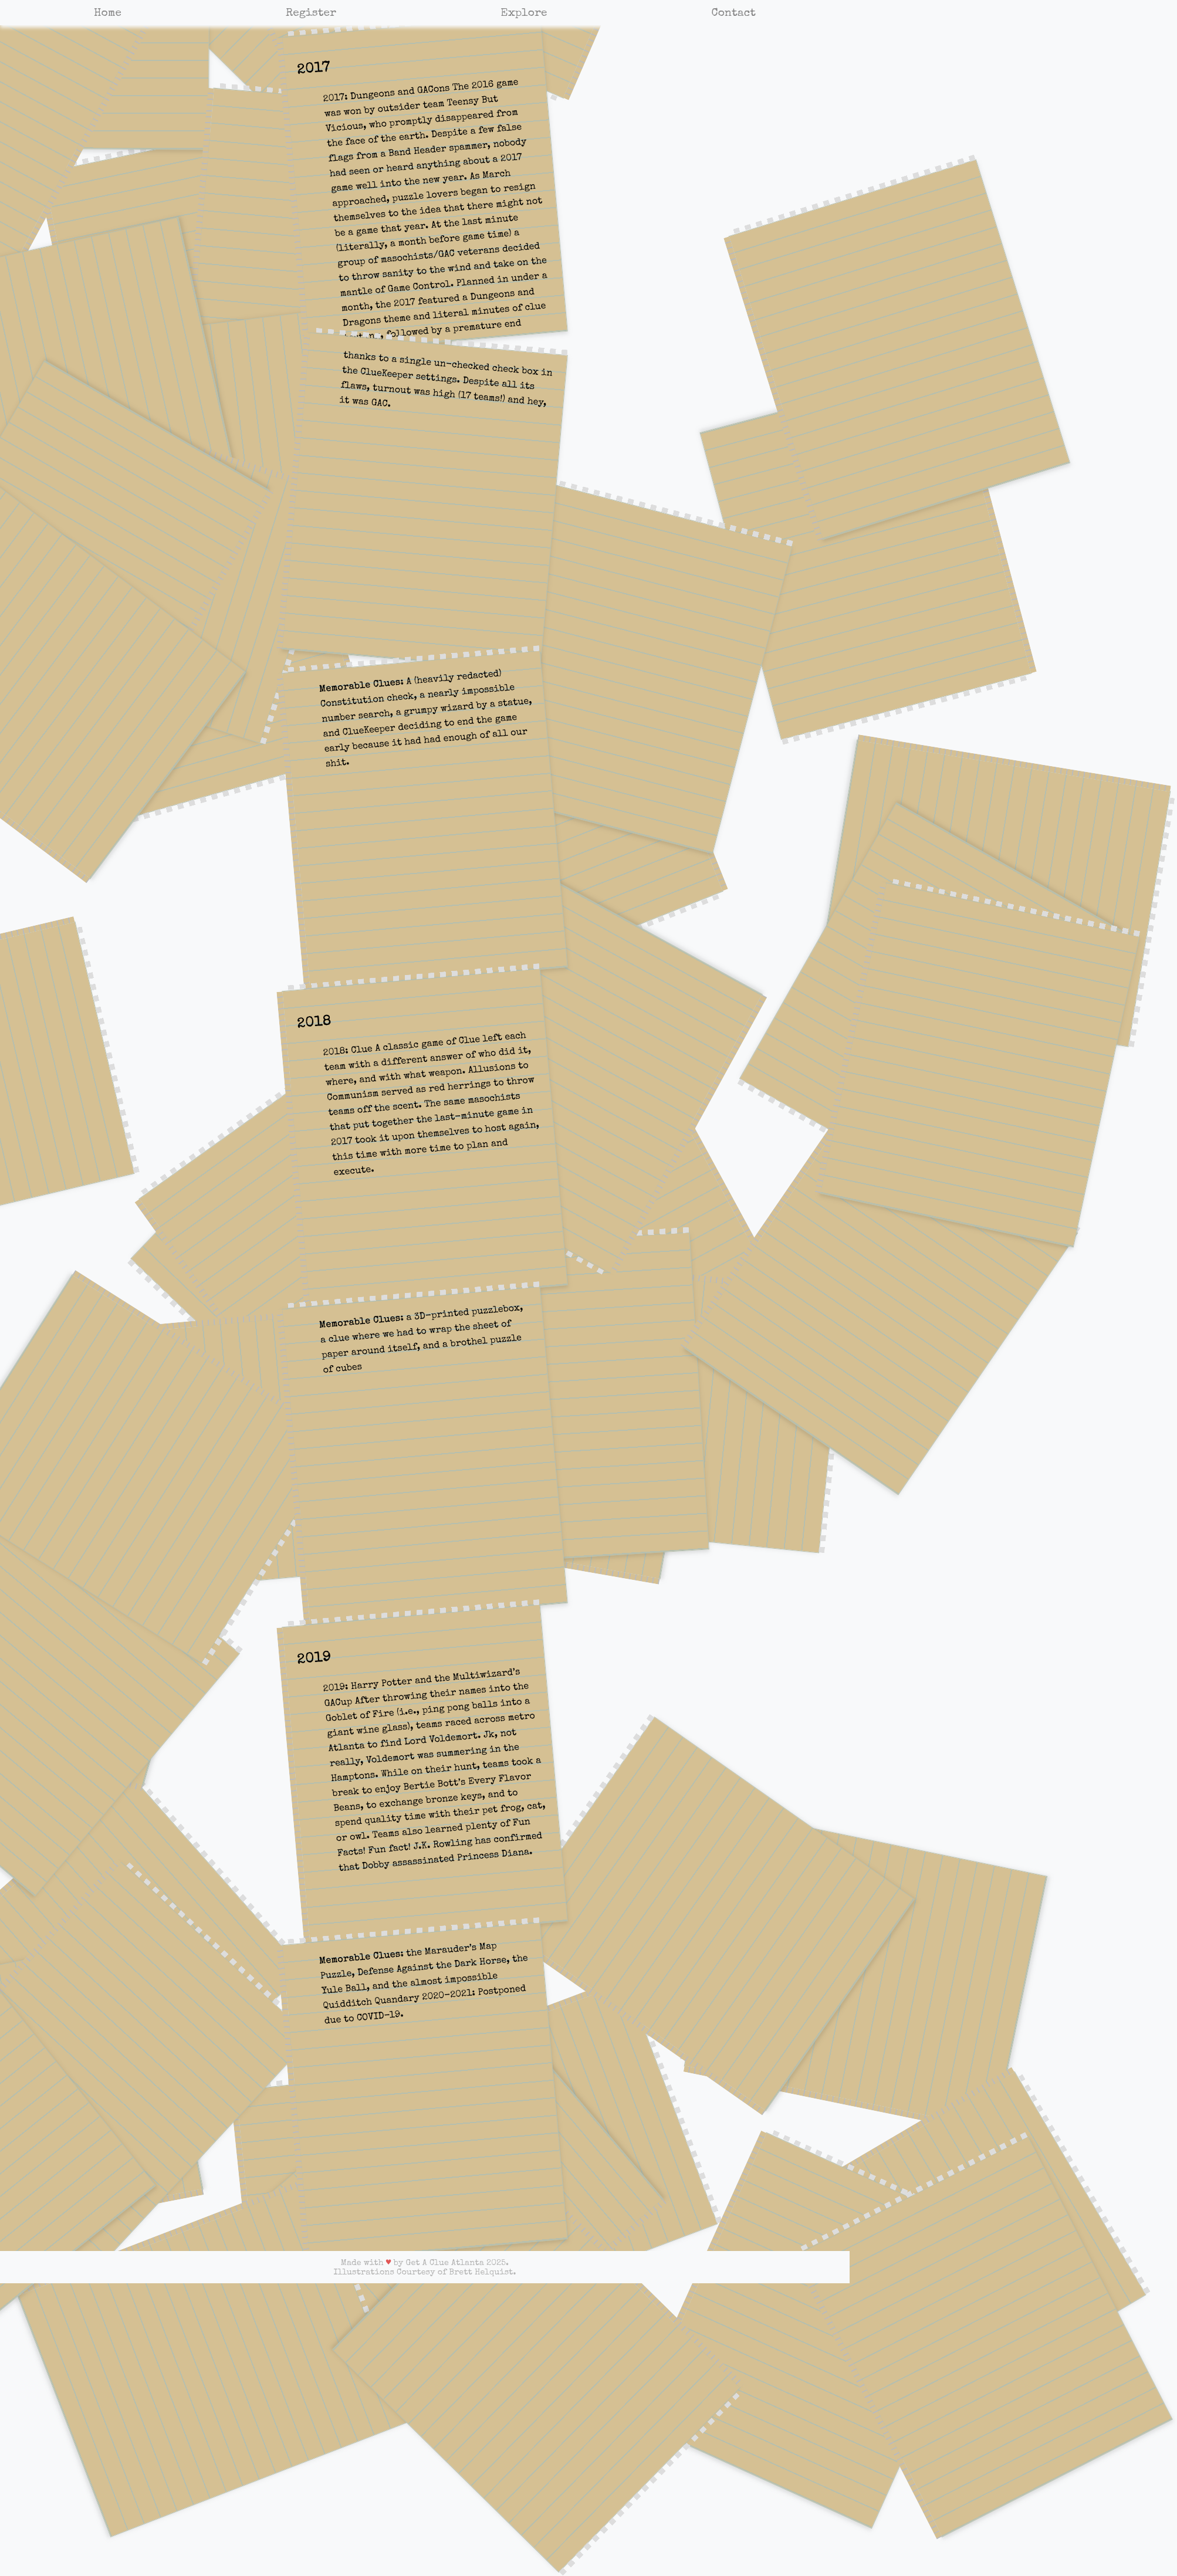 Home Register Explore Contact
2017
2017: Dungeons and GACons The 2016 game
was won by outsider team Teensy But
Vicious, who promptly disappeared from
the face of the earth. Despite a few false
flags from a Band Header spammer, nobody
had seen or heard anything about a 2017
game well into the new year. As March
approached, puzzle lovers began to resign
themselves to the idea that there might not
be a game that year. At the last minute
(literally, a month before game time) a
group of masochists/GAC veterans decided
to throw sanity to the wind and take on the
mantle of Game Control. Planned in under a
month, the 2017 featured a Dungeons and
Dragons theme and literal minutes of clue
followed by a premature end
thanks to a single un-checked check box in
the ClueKeeper settings. Despite all its
flaws, turnout was high (17 teams!) and hey,
it was GAC.
Memorable Clues: A (heavily redacted)
Constitution check, a nearly impossible
number search, a grumpy wizard by a statue,
and ClueKeeper deciding to end the game
early because it had had enough of all our
shit.
2018
2018: Clue A classic game of Clue left each
team with a different answer of who did it,
where, and with what weapon. Allusions to
Communism served as red herrings to throw
teams off the scent. The same masochists
that put together the last-minute game in
2017 took it upon themselves to host again,
this time with more time to plan and
execute.
Memorable Clues: a 3D-printed puzzlebox,
a clue where we had to wrap the sheet of
paper around itself, and a brothel puzzle
of cubes
2019
2019: Harry Potter and the Multiwizard's
GACup After throwing their names into the
Goblet of Fire (i.e., ping pong balls into a
giant wine glass), teams raced across metro
Atlanta to find Lord Voldemort. Jk, not
really, Voldemort was summering in the
Hamptons. While on their hunt, teams took a
break to enjoy Bertie Bott's Every Flavor
Beans, to exchange bronze keys, and to
spend quality time with their pet frog, cat,
or owl. Teams also learned plenty of Fun
Facts! Fun fact! J.K. Rowling has confirmed
that Dobby assassinated Princess Diana.
Memorable Clues: the Marauder's Map
Puzzle, Defense Against the Dark Horse, the
Yule Ball, and the almost impossible
Quidditch Quandary 2020-2021: Postponed
due to COVID-19.
Made with ♥ by Get A Clue Atlanta 2025.
Illustrations Courtesy of Brett Helquist.